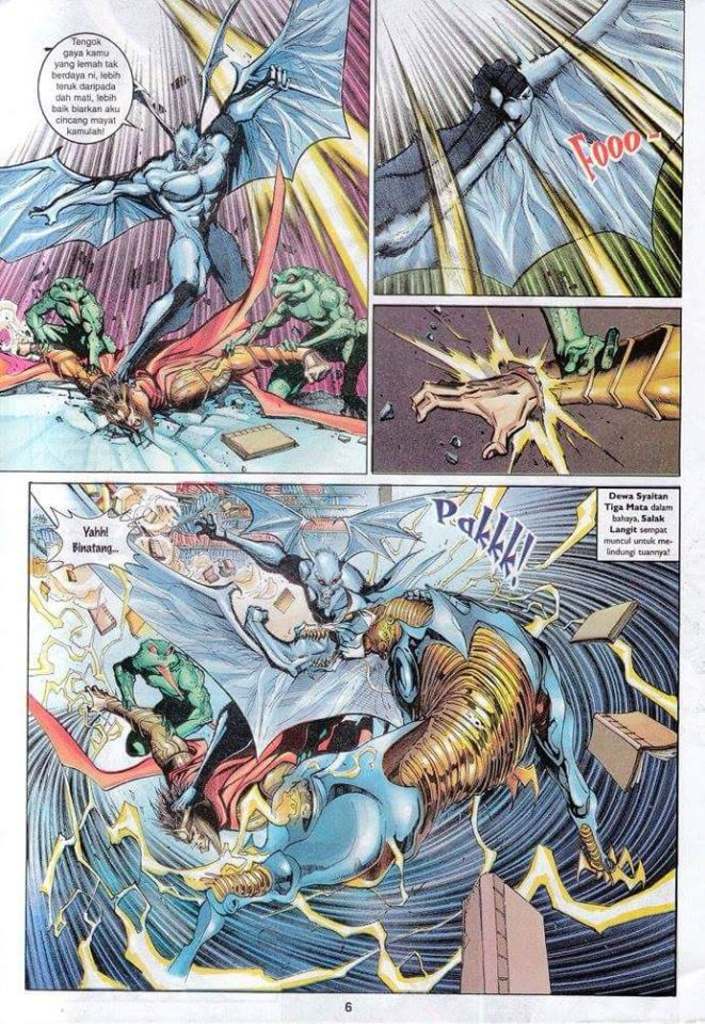 Tengok
gaya kamu
yang lemah tak
berdaya ni, lebih
teruk daripada
dah mati, lebih
baik biarkan aku
cincang mayat
kamulah!
Fooo-
Yahh!
Binatang...
Pakkk!
Dewa Syaitan
Tiga Mata dalam
bahaya, Salak
Langit sempat
muncul untuk me-
lindungi tuannya!
6